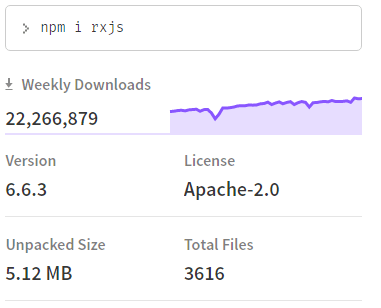 > npm i rxjs
Weekly Downloads
22,266,879
Version
License
6.6.3
Apache-2.0
Unpacked Size
Total Files
5.12 MB
3616